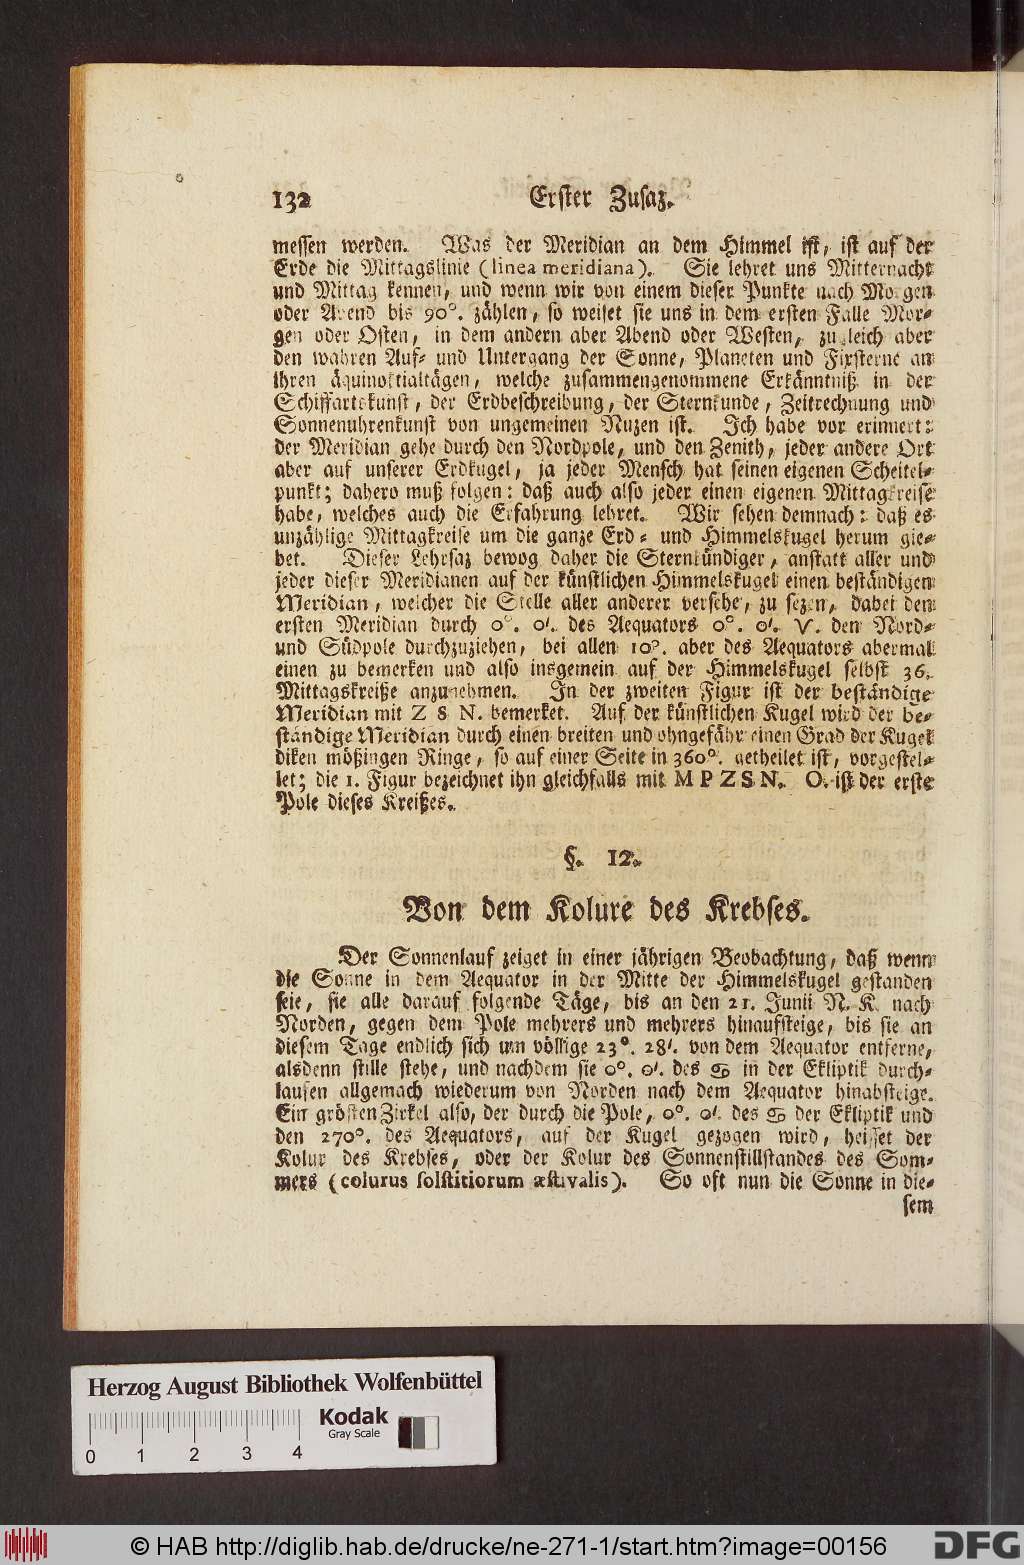 132 Erster Zusaz.
messen werden. Was der Meridian an dem Himmel ist, ist auf der
Erde die Mittagslinie (linea meridiana). Sie lehret uns Mitternacht
und Mittag kennen, und wenn wir von einem dieser Punkte nach Morgen
oder Abend bis 90°. zählen, so weiset sie uns in dem ersten Falle Mor-
gen oder Osten, in dem andern aber Abend oder Westen, zugleich aber
den wahren Auf- und Untergang der Sonne, Planeten und Fixsterne an
ihren äquinoktialtägen, welche zusammengenommene Erkänntniß in der
Schiffartskunst, der Erdbeschreibung, der Sternkunde, Zeitrechnung und
Sonnenuhrenkunst von ungemeinen Nuzen ist. Ich habe vor erinnert:
der Meridian gehe durch den Nordpole, und den Zenith, jeder andere Ort
aber auf unserer Erdkugel, ja jeder Mensch hat seinen eigenen Scheitel-
punkt; dahero muß folgen: daß auch also jeder einen eigenen Mittagkreise
habe, welches auch die Erfahrung lehret. Wir sehen demnach: daß es
unzählige Mittagkreise um die ganze Erd- und Himmelskugel herum gie-
bet. Dieser Lehrsaz bewog daher die Sternkündiger, anstatt aller und
jeder dieser Meridianen auf der künstlichen Himmelskugel einen beständigen
Meridian, welcher die Stelle aller anderer versehe, zu sezen, dabei den
ersten Meridian durch 0°. 0'. des Aequators 0°. 0'. V. den Nord-
und Südpole durchzuziehen, bei allen 10°. aber des Aequators abermal
einen zu bemerken und also insgemein auf der Himmelskugel selbst 36.
Mittagskreiße anzunehmen. In der zweiten Figur ist der beständige
Meridian mit Z S N. bemerket. Auf der künstlichen Kugel wird der be-
ständige Meridian durch einen breiten und ohngefähr einen Grad der Kugel
diken mößingen Ringe, so auf einer Seite in 360°. getheilet ist, vorgestel-
let; die 1. Figur bezeichnet ihn gleichfalls mit M P Z S N. O. ist der erste
Pole dieses Kreißes.
§. 12.
Von dem Kolure des Krebses.
Der Sonnenlauf zeiget in einer jährigen Beobachtung, daß wenn
die Sonne in dem Aequator in der Mitte der Himmelskugel gestanden
seie, sie alle darauf folgende Täge, bis an den 21. Junii N. K. nach
Norden, gegen dem Pole mehrers und mehrers hinaufsteige, bis sie an
diesem Tage endlich sich um völlige 23°. 28'. von dem Aequator entferne,
alsdenn stille stehe, und nachdem sie 0°. 0'. des ♋ in der Ekliptik durch-
laufen allgemach wiederum von Norden nach dem Aequator hinabsteige.
Ein grösten Zirkel also, der durch die Pole, 0°. 0'. des ♋ der Ekliptik und
den 270°. des Aequators, auf der Kugel gezogen wird, heisset der
Kolur des Krebses, oder der Kolur des Sonnenstillstandes des Som-
mers (colurus solstitiorum æstivalis). So oft nun die Sonne in die-
sem
Herzog August Bibliothek Wolfenbüttel
Kodak
Gray Scale
0 1 2 3 4
© HAB http://diglib.hab.de/drucke/ne-271-1/start.htm?image=00156
DFG